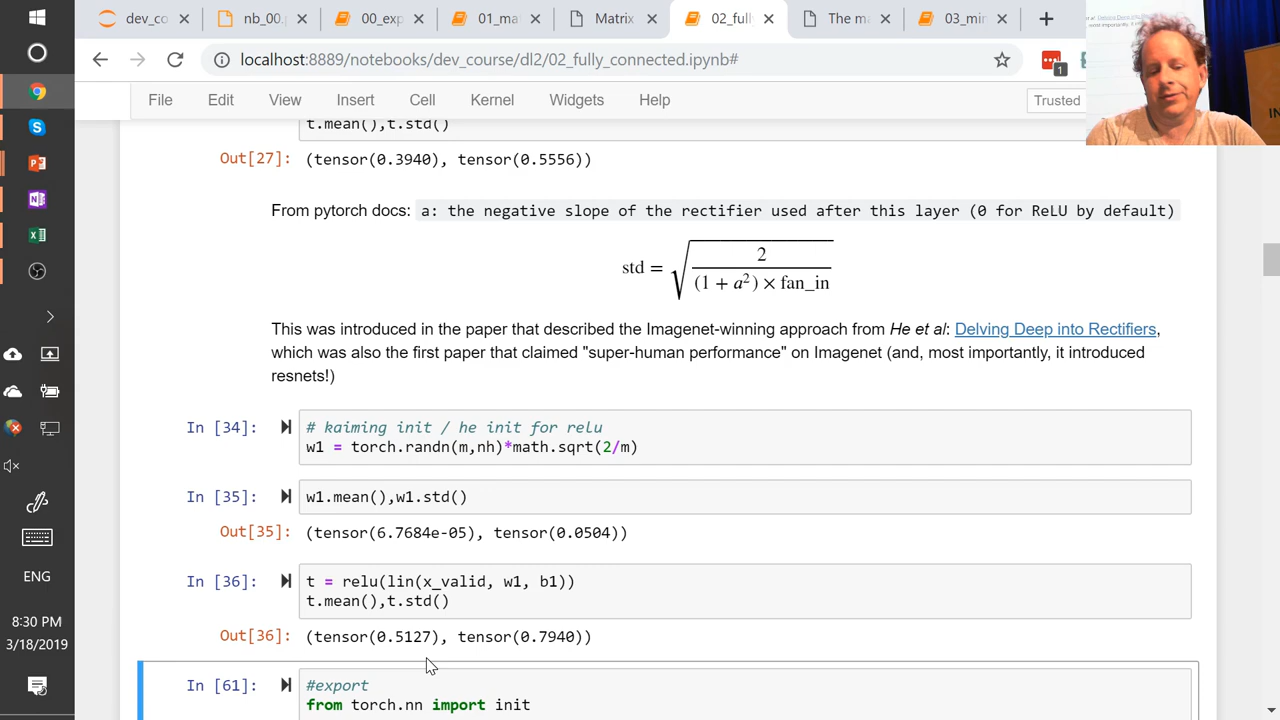 dev_co
nb_00.
00_exp
01_ma
Matrix
02_fully
The ma
03_min
localhost:8889/notebooks/dev_course/dl2/02_fully_connected.ipynb#
1
File Edit View Insert Cell Kernel Widgets Help
Trusted
t.mean(),t.std()
Out[27]: (tensor(0.3940), tensor(0.5556))
From pytorch docs: a: the negative slope of the rectifier used after this layer (0 for ReLU by default)
std = √ 2
(1 + a²) × fan_in
This was introduced in the paper that described the Imagenet-winning approach from He et al: Delving Deep into Rectifiers,
which was also the first paper that claimed "super-human performance" on Imagenet (and, most importantly, it introduced
resnets!)
In [34]: # kaiming init / he init for relu
w1 = torch.randn(m,nh)*math.sqrt(2/m)
In [35]: w1.mean(),w1.std()
Out[35]: (tensor(6.7684e-05), tensor(0.0504))
In [36]: t = relu(lin(x_valid, w1, b1))
t.mean(),t.std()
Out[36]: (tensor(0.5127), tensor(0.7940))
In [61]: #export
from torch.nn import init
ENG
8:30 PM
3/18/2019
IN